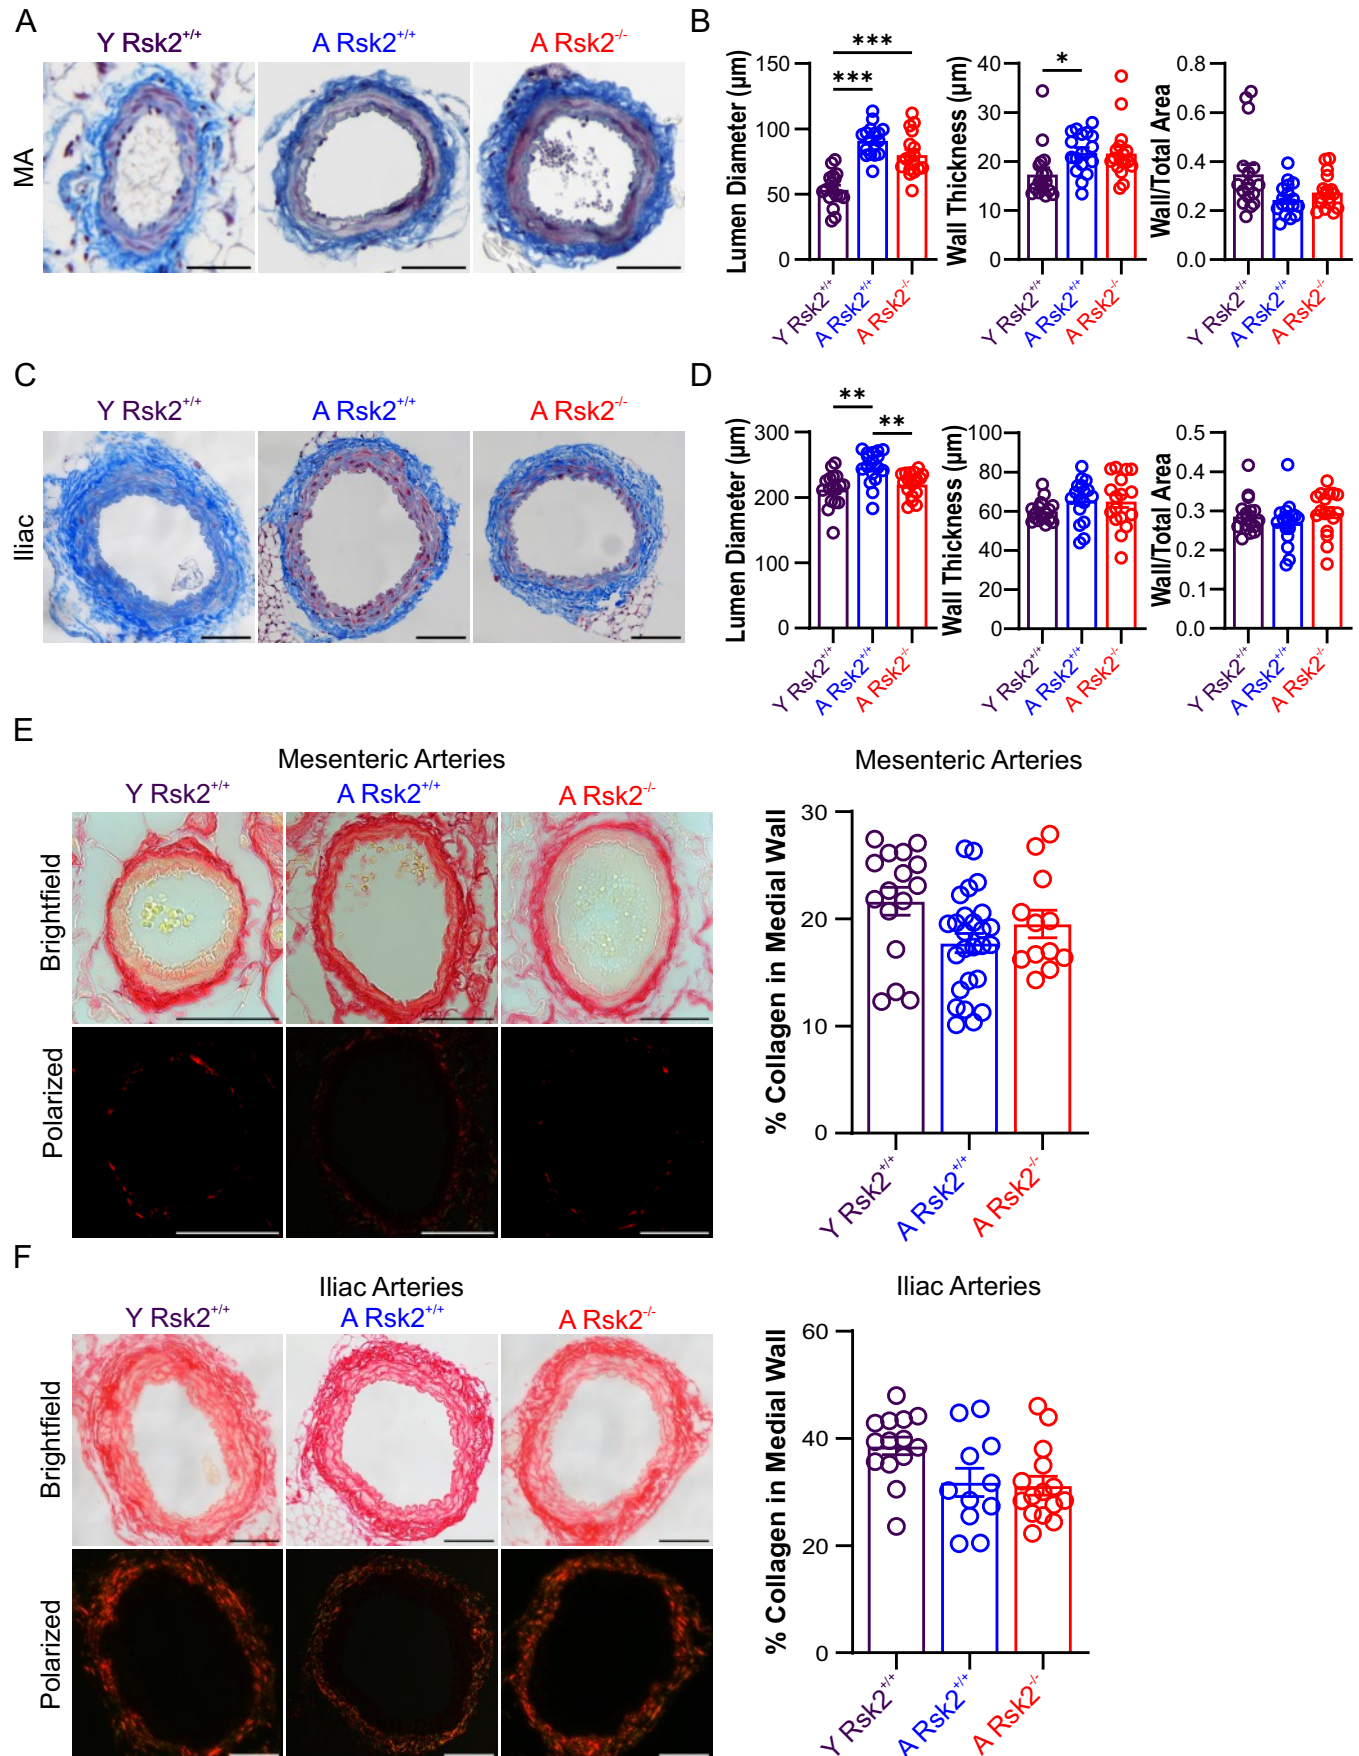 A
Y Rsk2+/+ A Rsk2+/+ A Rsk2-/-
MA
B
Lumen Diameter (µm)
150
100
50
0
***
***
Y Rsk2+/+ A Rsk2+/+ A Rsk2-/-
Wall Thickness (µm)
40
30
20
10
0
*
Y Rsk2+/+ A Rsk2+/+ A Rsk2-/-
Wall/Total Area
0.8
0.6
0.4
0.2
0.0
Y Rsk2+/+ A Rsk2+/+ A Rsk2-/-
C
Y Rsk2+/+ A Rsk2+/+ A Rsk2-/-
Iliac
D
Lumen Diameter (µm)
300
200
100
0
**
**
Y Rsk2+/+ A Rsk2+/+ A Rsk2-/-
Wall Thickness (µm)
100
80
60
40
20
0
Y Rsk2+/+ A Rsk2+/+ A Rsk2-/-
Wall/Total Area
0.5
0.4
0.3
0.2
0.1
0.0
Y Rsk2+/+ A Rsk2+/+ A Rsk2-/-
E
Mesenteric Arteries
Y Rsk2+/+ A Rsk2+/+ A Rsk2-/-
Brightfield
Polarized
Mesenteric Arteries
% Collagen in Medial Wall
30
20
10
0
Y Rsk2+/+ A Rsk2+/+ A Rsk2-/-
F
Iliac Arteries
Y Rsk2+/+ A Rsk2+/+ A Rsk2-/-
Brightfield
Polarized
Iliac Arteries
% Collagen in Medial Wall
60
40
20
0
Y Rsk2+/+ A Rsk2+/+ A Rsk2-/-